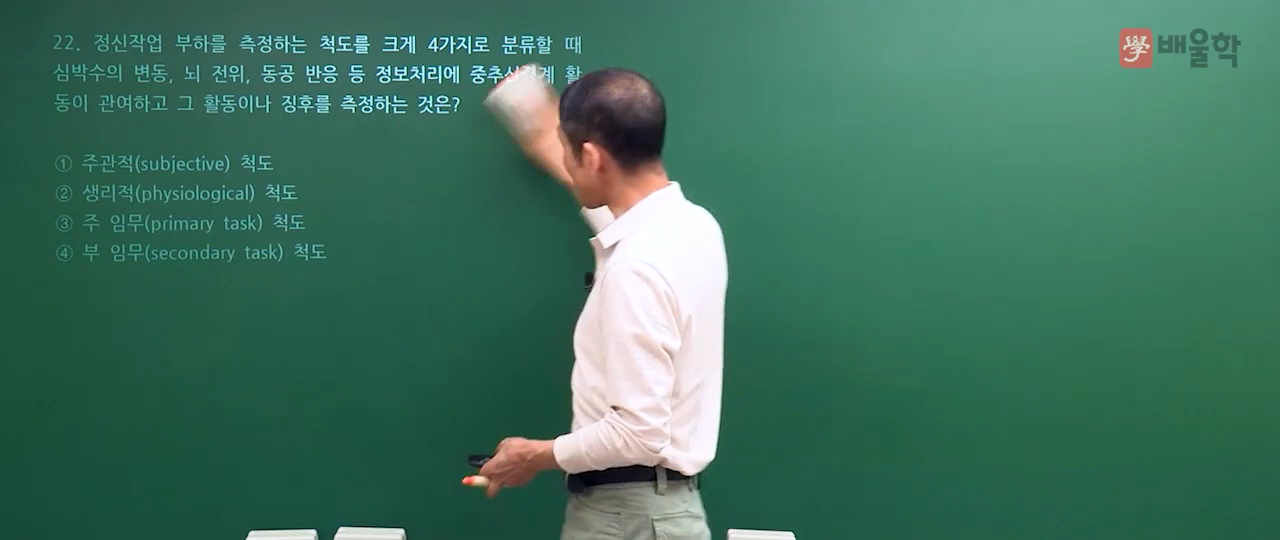 22. 정신작업 부하를 측정하는 척도를 크게 4가지로 분류할 때
심박수의 변동, 뇌 전위, 동공 반응 등 정보처리에 중추신경계 활
동이 관여하고 그 활동이나 징후를 측정하는 것은?
① 주관적(subjective) 척도
② 생리적(physiological) 척도
③ 주 임무(primary task) 척도
④ 부 임무(secondary task) 척도
學 배울학